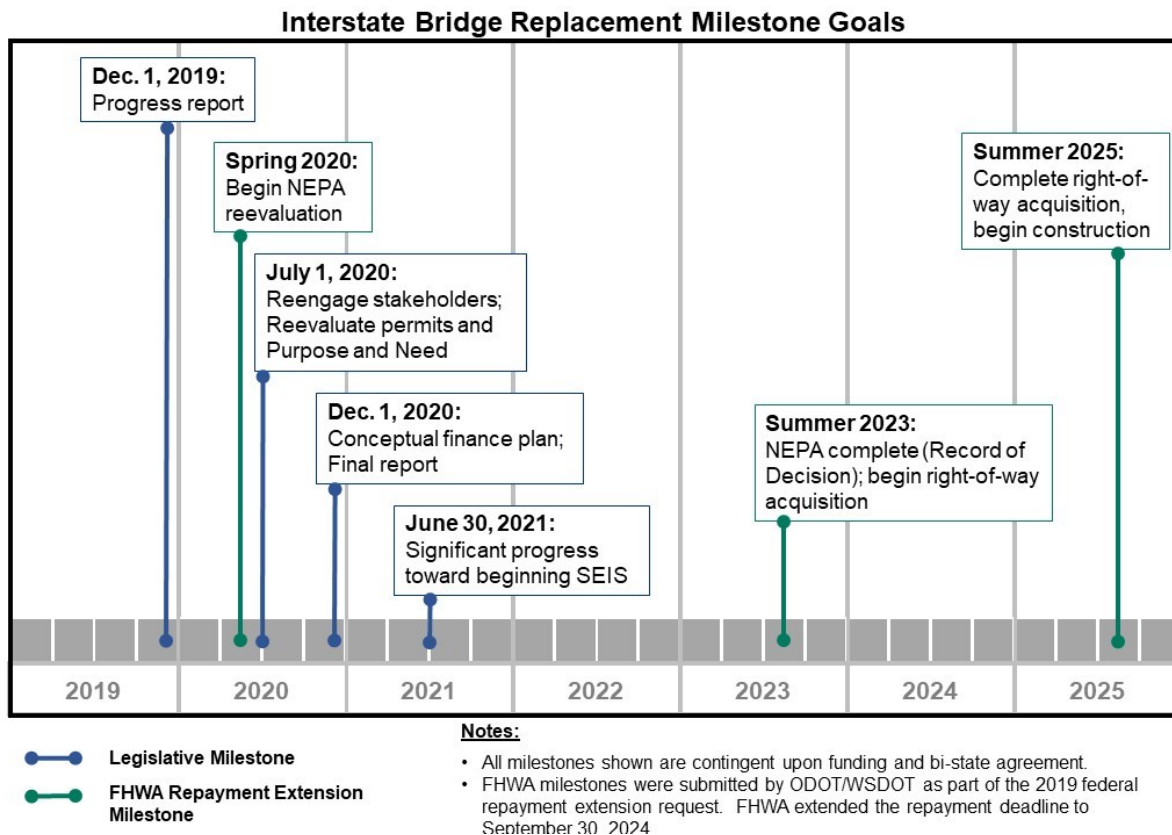 Interstate Bridge Replacement Milestone Goals
Dec. 1, 2019:
Progress report
Spring 2020:
Begin NEPA
reevaluation
July 1, 2020:
Reengage stakeholders;
Reevaluate permits and
Purpose and Need
Dec. 1, 2020:
Conceptual finance plan;
Final report
June 30, 2021:
Significant progress
toward beginning SEIS
Summer 2023:
NEPA complete (Record of
Decision); begin right-of-way
acquisition
Summer 2025:
Complete right-of-
way acquisition,
begin construction
2019 2020 2021 2022 2023 2024 2025
Legislative Milestone
FHWA Repayment Extension
Milestone
Notes:
• All milestones shown are contingent upon funding and bi-state agreement.
• FHWA milestones were submitted by ODOT/WSDOT as part of the 2019 federal
repayment extension request. FHWA extended the repayment deadline to
September 30, 2024